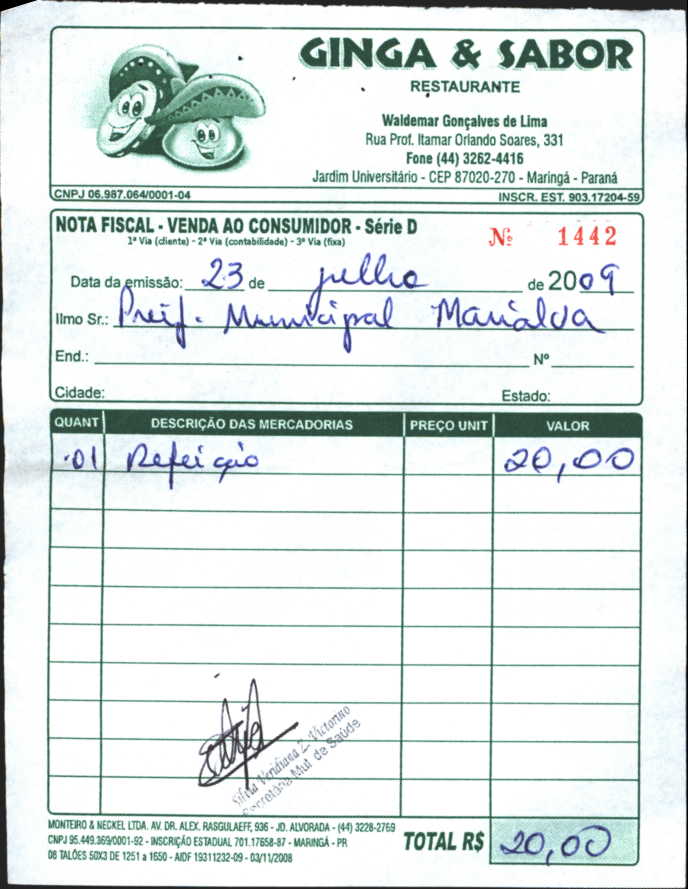 GINGA & SABOR
RESTAURANTE
Waldemar Gonçalves de Lima
Rua Prof. Itamar Orlando Soares, 331
Fone (44) 3262-4416
Jardim Universitário - CEP 87020-270 - Maringá - Paraná
CNPJ 06.987.064/0001-04 INSCR. EST. 903.17204-59
NOTA FISCAL - VENDA AO CONSUMIDOR - Série D
1ª Via (cliente) - 2ª Via (contabilidade) - 3ª Via (fixa)
Nº 1442
Data da emissão: 23 de julho de 2009
Ilmo Sr.: Pref. Municipal Marialva
End.: Nº
Cidade: Estado:
QUANT DESCRIÇÃO DAS MERCADORIAS PREÇO UNIT VALOR
01 Refeição 20,00
Silvia Verdiana Z. Victorino
Secretária Mul de Saúde
MONTEIRO & NECKEL LTDA. AV. DR. ALEX. RASGULAEFF, 936 - JD. ALVORADA - (44) 3228-2769
CNPJ 95.449.369/0001-92 - INSCRIÇÃO ESTADUAL 701.17658-87 - MARINGÁ - PR
08 TALÕES 50X3 DE 1251 a 1650 - AIDF 19311232-09 - 03/11/2008
TOTAL R$ 20,00